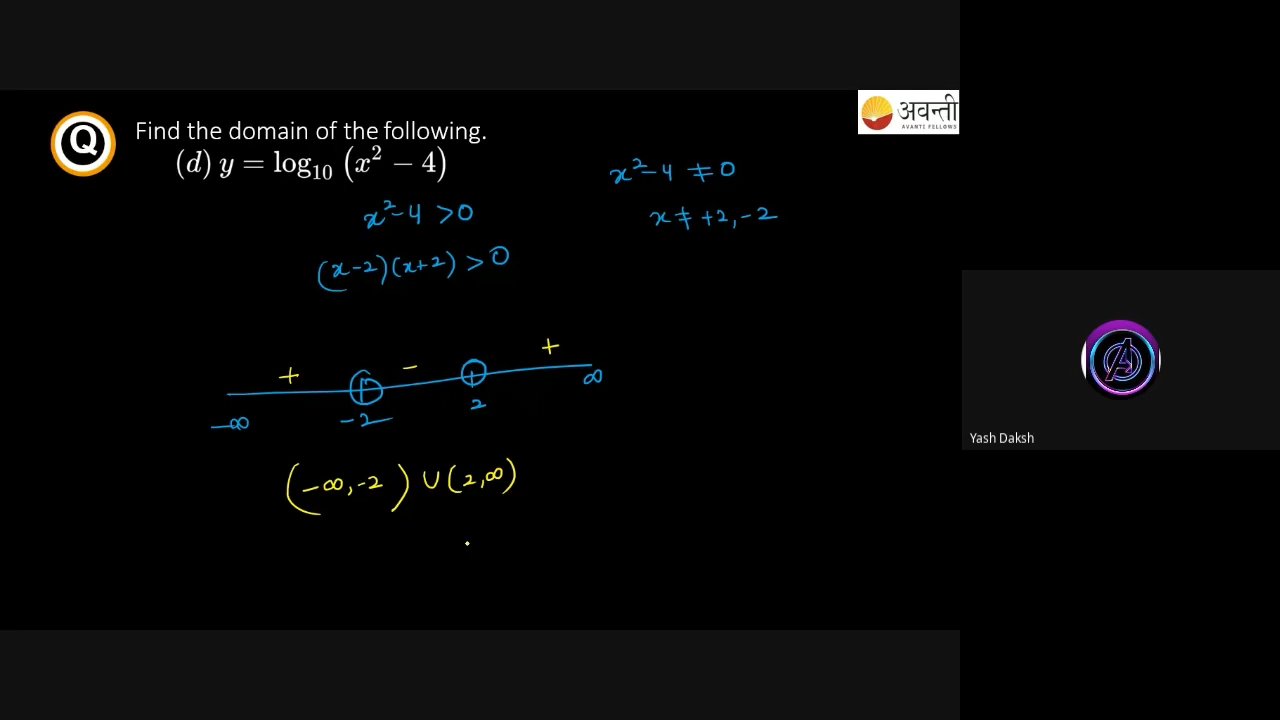 Q Find the domain of the following.
(d) y = log₁₀ (x² − 4)
अवन्ती
AVANTI FELLOWS
x²-4 ≠ 0
x ≠ +2, -2
x²-4 > 0
(x-2)(x+2) > 0
+ - +
-∞ -2 2 ∞
(-∞, -2) ∪ (2, ∞)
Yash Daksh